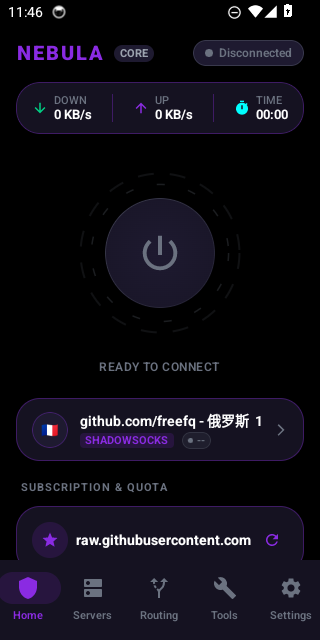 11:46
NEBULA CORE Disconnected
DOWN UP TIME
0 KB/s 0 KB/s 00:00
READY TO CONNECT
github.com/freefq - 俄罗斯 1
SHADOWSOCKS --
SUBSCRIPTION & QUOTA
raw.githubusercontent.com
Home Servers Routing Tools Settings